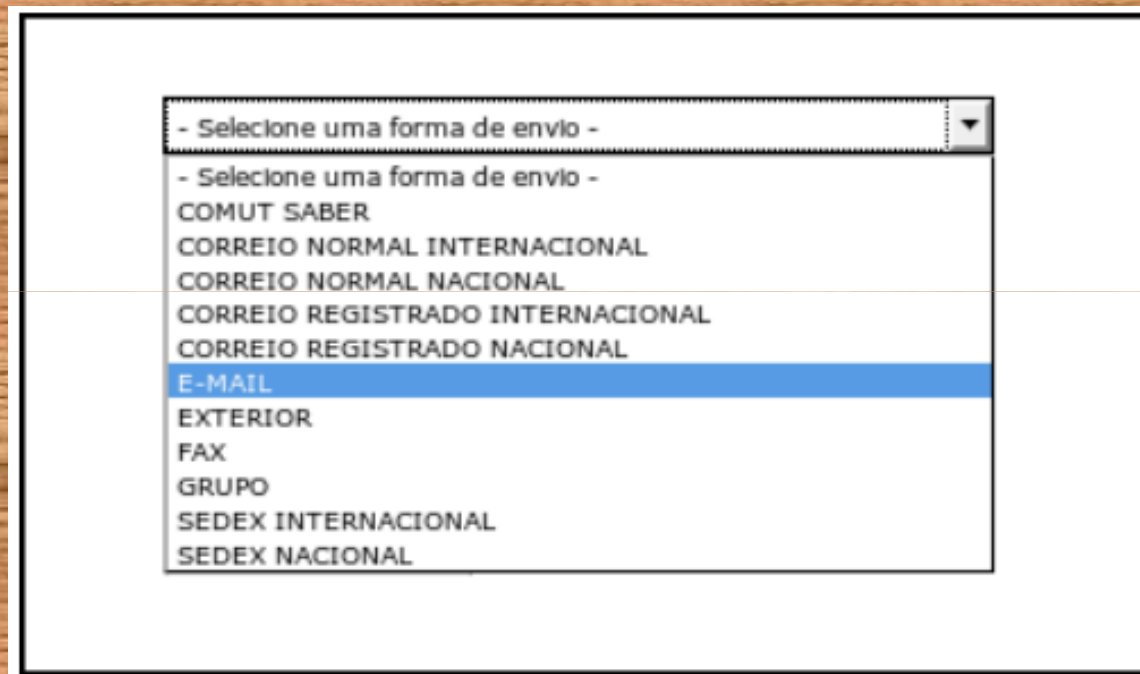 - Selecione uma forma de envio -
- Selecione uma forma de envio -
COMUT SABER
CORREIO NORMAL INTERNACIONAL
CORREIO NORMAL NACIONAL
CORREIO REGISTRADO INTERNACIONAL
CORREIO REGISTRADO NACIONAL
E-MAIL
EXTERIOR
FAX
GRUPO
SEDEX INTERNACIONAL
SEDEX NACIONAL